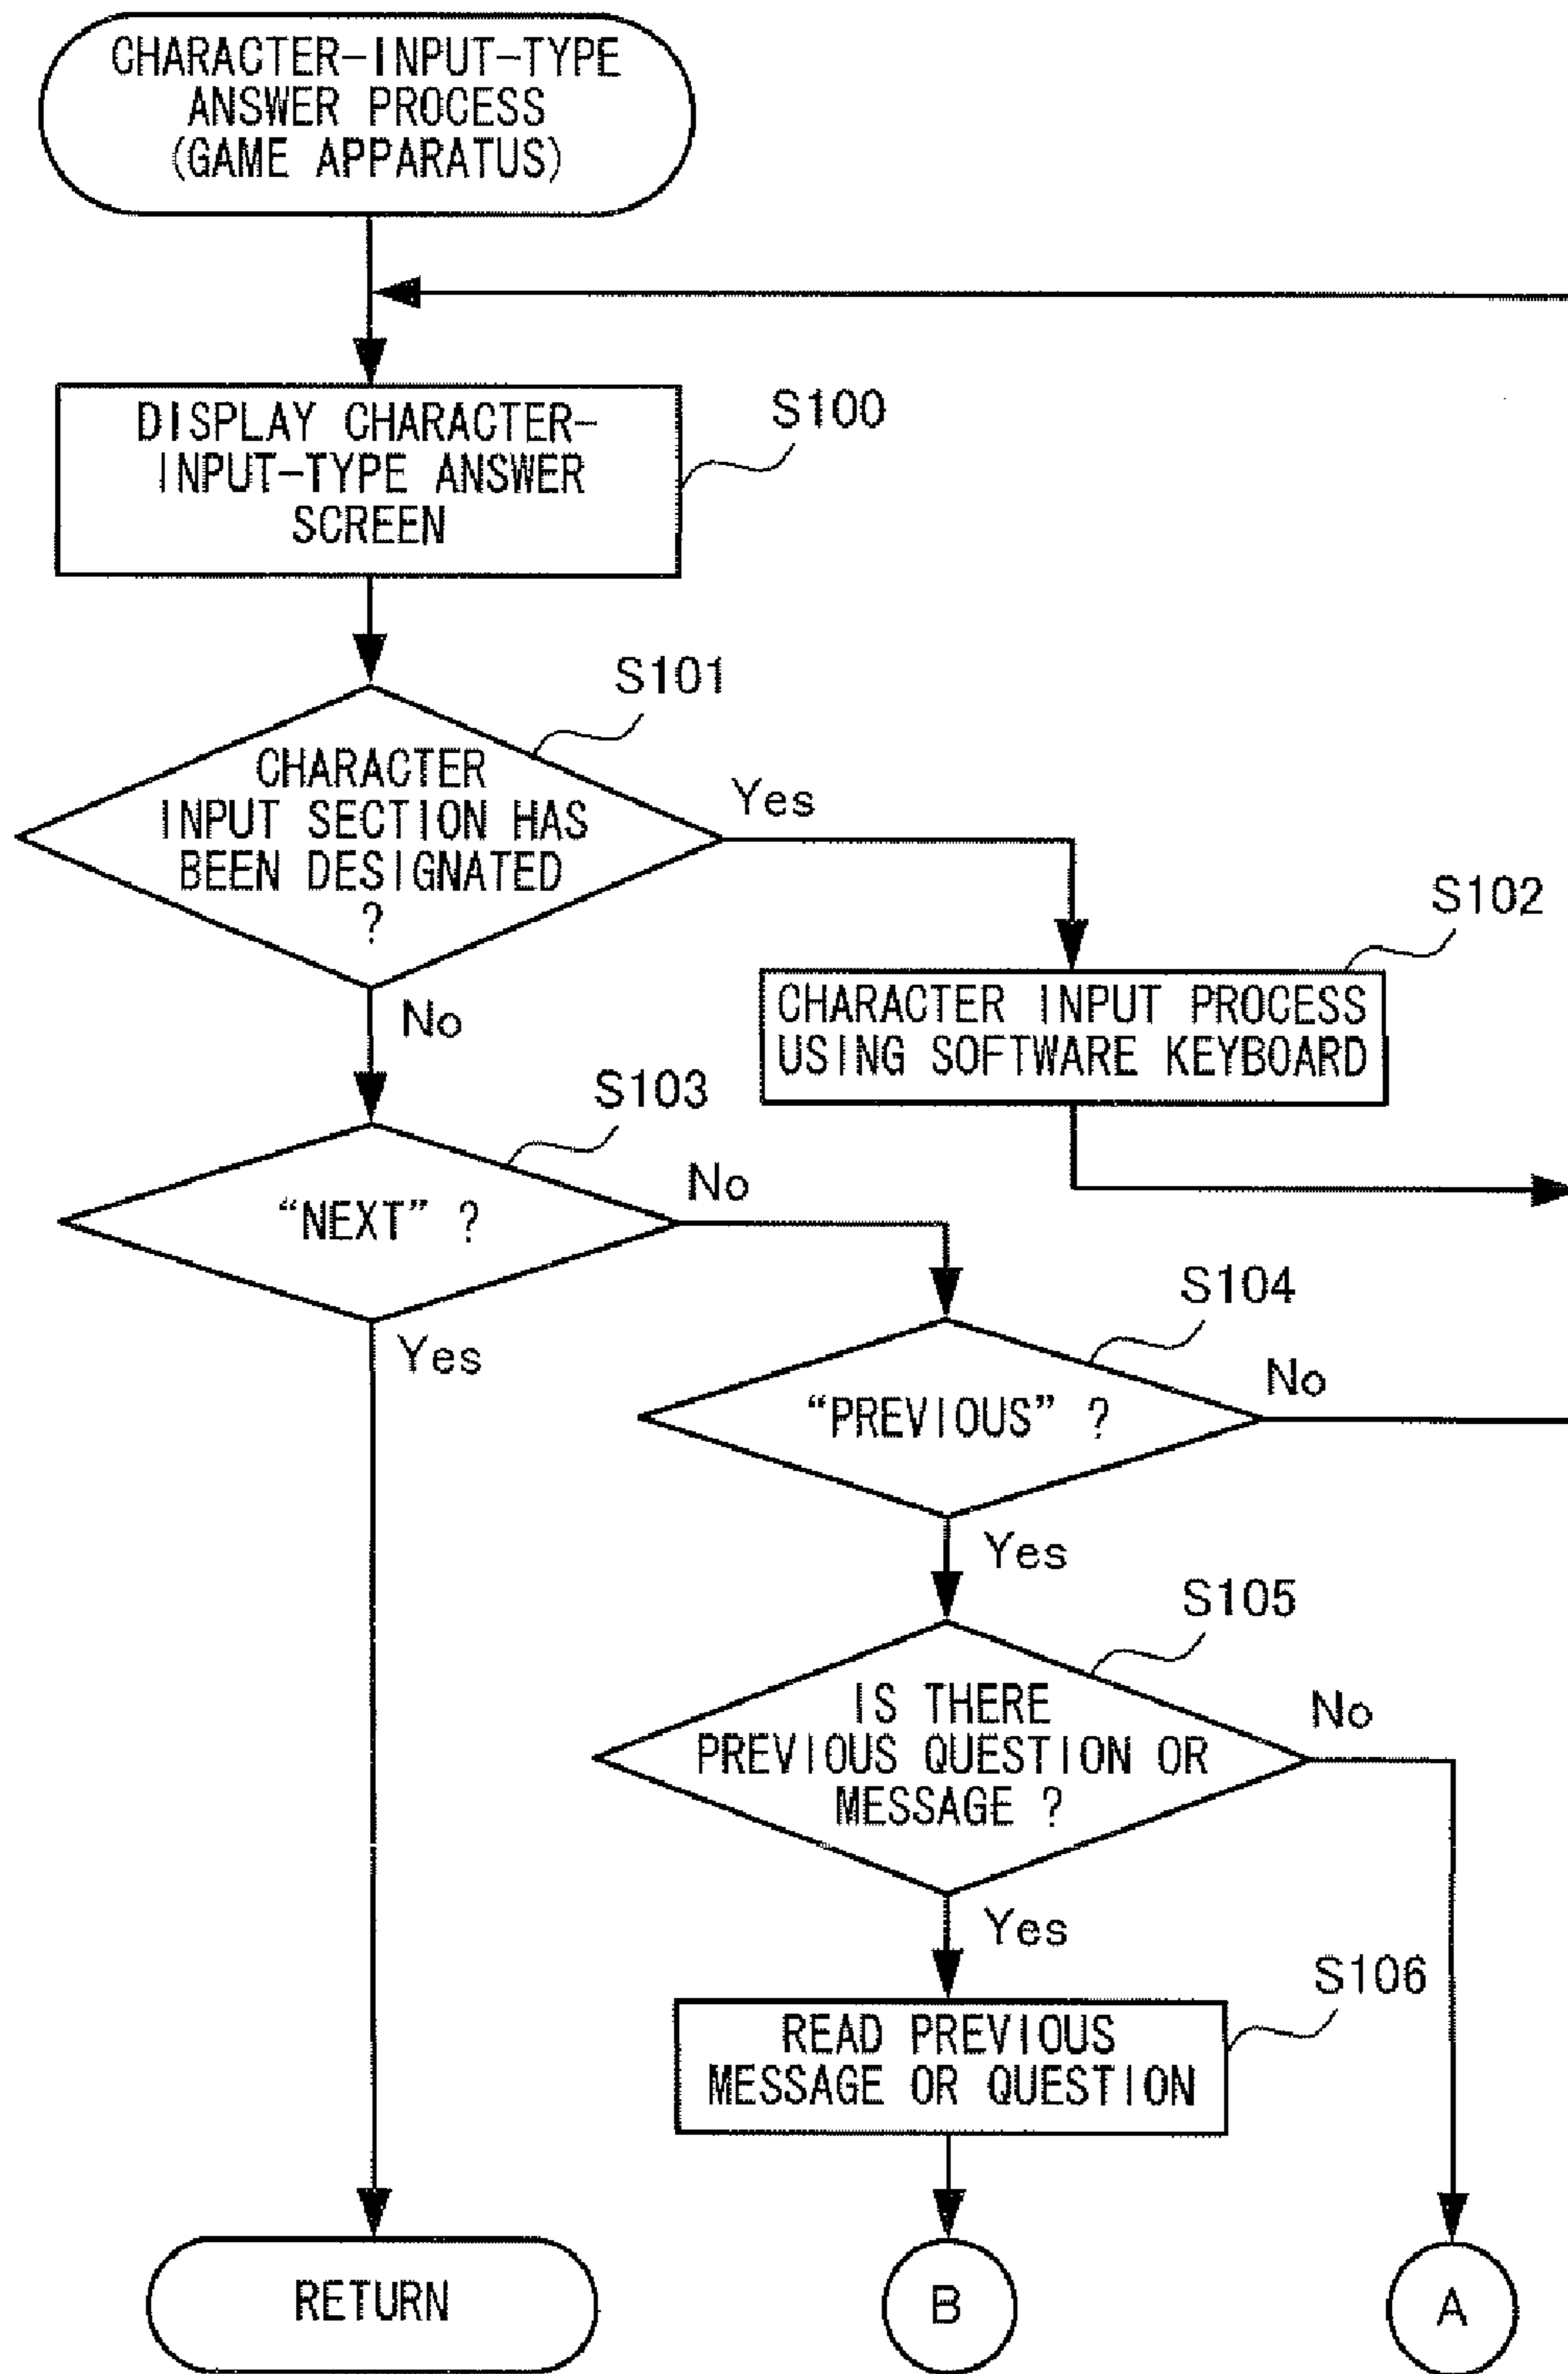 CHARACTER-INPUT-TYPE
ANSWER PROCESS
(GAME APPARATUS)
DISPLAY CHARACTER-
INPUT-TYPE ANSWER
SCREEN
S100
S101
CHARACTER
INPUT SECTION HAS
BEEN DESIGNATED
?
Yes
No
S102
CHARACTER INPUT PROCESS
USING SOFTWARE KEYBOARD
S103
“NEXT” ?
No
Yes
S104
“PREVIOUS” ?
No
Yes
S105
IS THERE
PREVIOUS QUESTION OR
MESSAGE ?
No
Yes
S106
READ PREVIOUS
MESSAGE OR QUESTION
RETURN
B
A